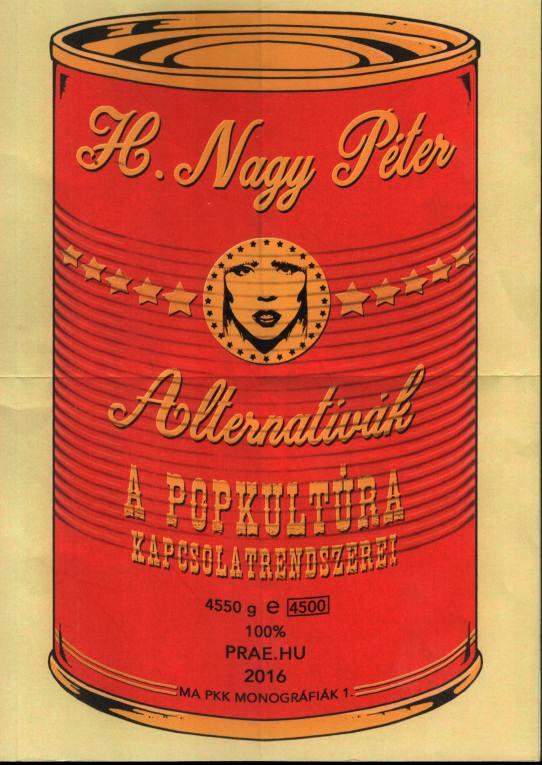 H. Nagy Péter
Alternatívák
A POPKULTÚRA
KAPCSOLATRENDSZEREI
4550 g e 4500
100%
PRAE.HU
2016
MA PKK MONOGRÁFIÁK 1.